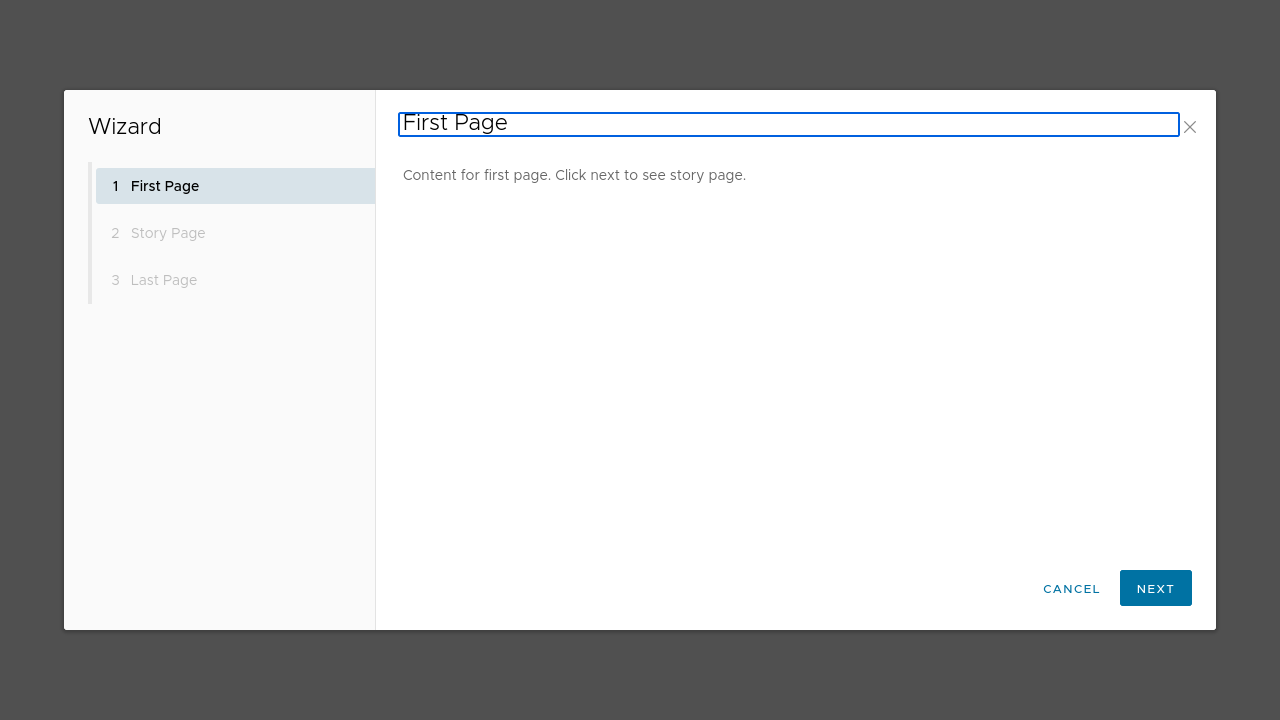 Wizard
1 First Page
2 Story Page
3 Last Page
First Page
Content for first page. Click next to see story page.
CANCEL NEXT